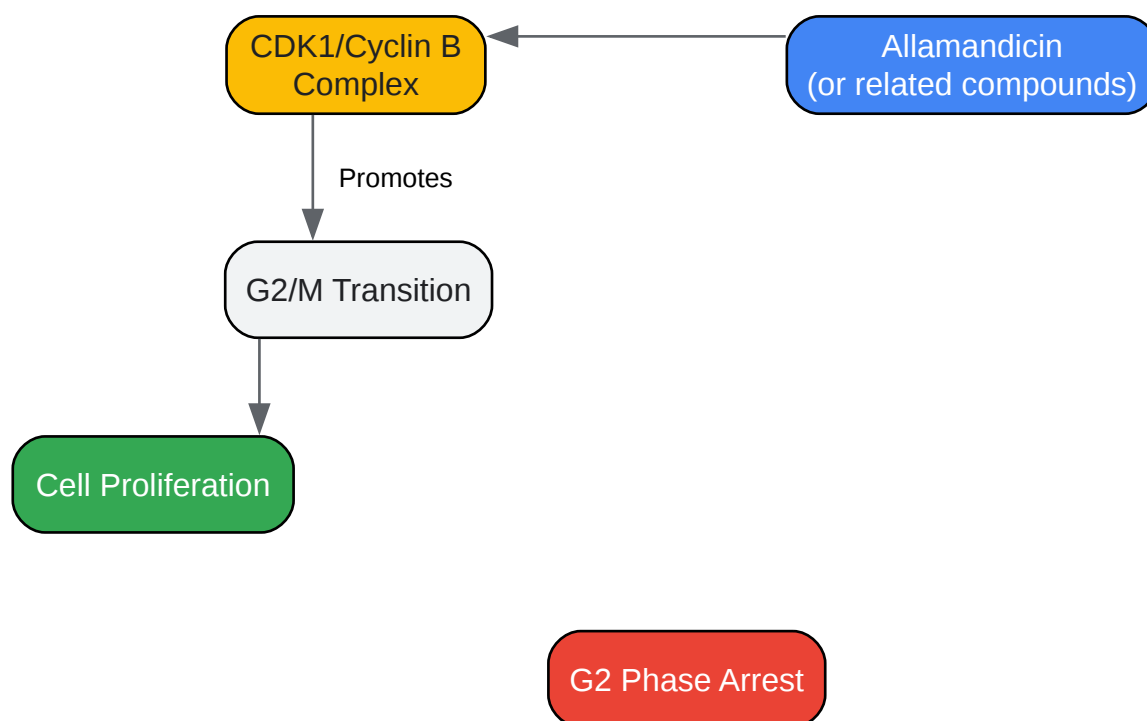 CDK1/Cyclin B
Complex
Allamandicin
(or related compounds)
Promotes
G2/M Transition
Cell Proliferation
G2 Phase Arrest